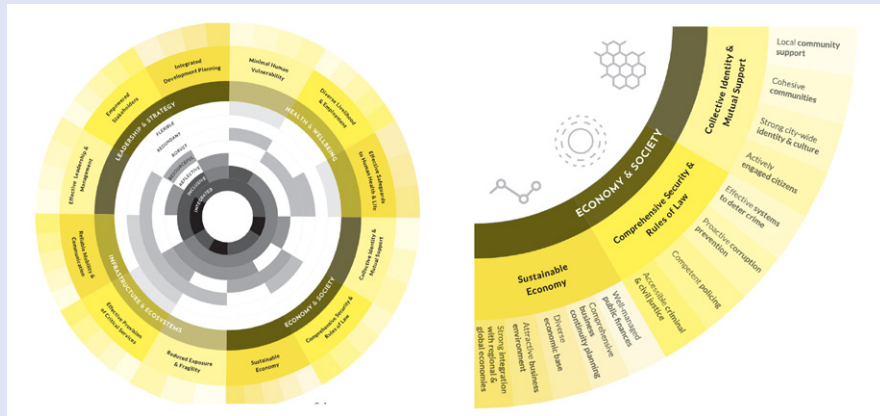 Integrated
Development Planning
Minimal Human
Vulnerability
Diverse Livelihood
& Employment
Effective Safeguards
to Human Health & Life
Collective Identity &
Mutual Support
Comprehensive Security &
Rules of Law
Sustainable
Economy
Reduced Exposure
& Fragility
Effective Provision
of Critical Services
Reliable Mobility &
Communication
Effective Leadership &
Management
Empowered
Stakeholders
LEADERSHIP & STRATEGY
HEALTH & WELLBEING
ECONOMY & SOCIETY
INFRASTRUCTURE & ECOSYSTEMS
FLEXIBLE
REDUNDANT
ROBUST
RESOURCEFUL
REFLECTIVE
INCLUSIVE
INTEGRATED
ECONOMY & SOCIETY
Collective Identity &
Mutual Support
Comprehensive Security &
Rules of Law
Sustainable
Economy
Local community
support
Cohesive
communities
Strong city-wide
identity & culture
Actively
engaged citizens
Effective systems
to deter crime
Proactive corruption
prevention
Competent policing
Accessible criminal
& civil justice
Well-managed
public finances
Comprehensive
business
continuity planning
Diverse
economic base
Attractive business
environment
Strong integration
with regional &
global economies